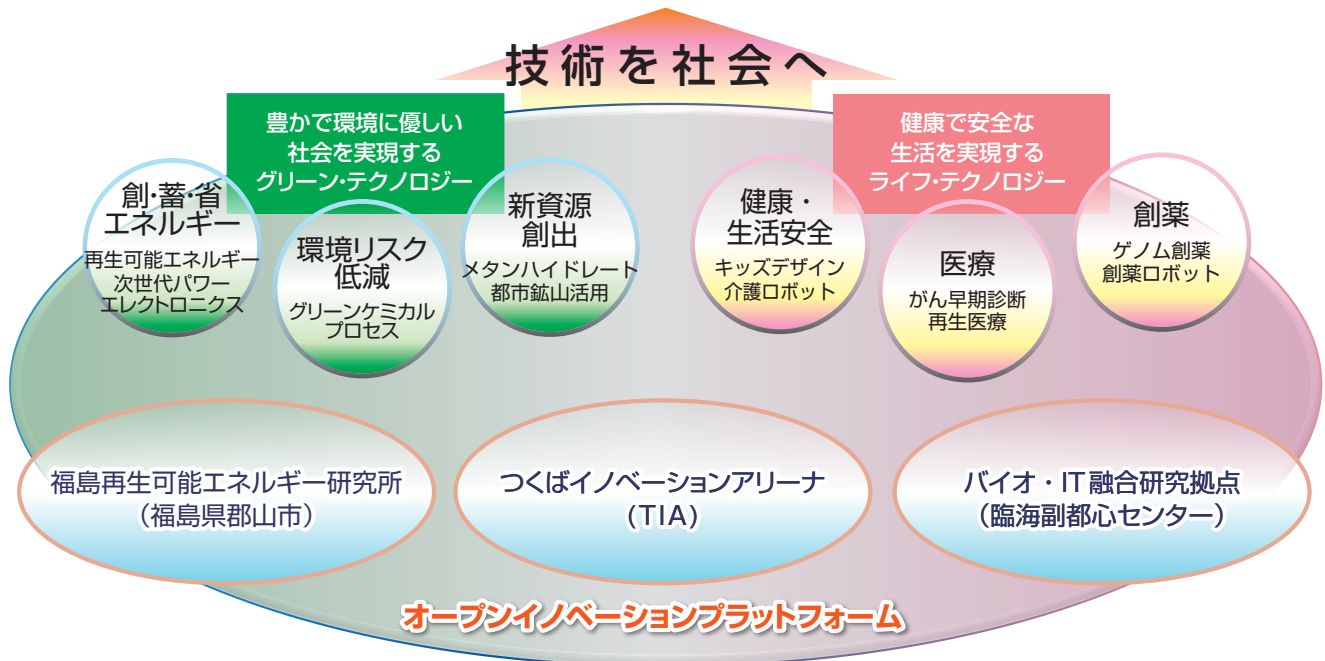 技術を社会へ
豊かで環境に優しい
社会を実現する
グリーン・テクノロジー
健康で安全な
生活を実現する
ライフ・テクノロジー
創・蓄・省
エネルギー
再生可能エネルギー
次世代パワー
エレクトロニクス
環境リスク
低減
グリーンケミカル
プロセス
新資源
創出
メタンハイドレート
都市鉱山活用
健康・
生活安全
キッズデザイン
介護ロボット
医療
がん早期診断
再生医療
創薬
ゲノム創薬
創薬ロボット
福島再生可能エネルギー研究所
（福島県郡山市）
つくばイノベーションアリーナ
(TIA)
バイオ・IT融合研究拠点
（臨海副都心センター）
オープンイノベーションプラットフォーム